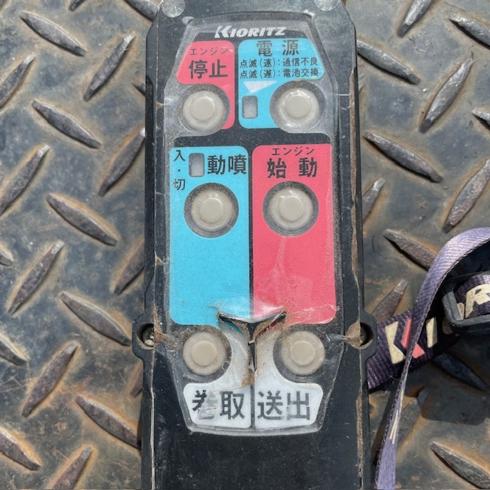 KIORITZ
エンジン
停止
電源
点滅(速):通信不良
点滅(遅):電池交換
入・切
動噴
エンジン
始動
巻取
送出